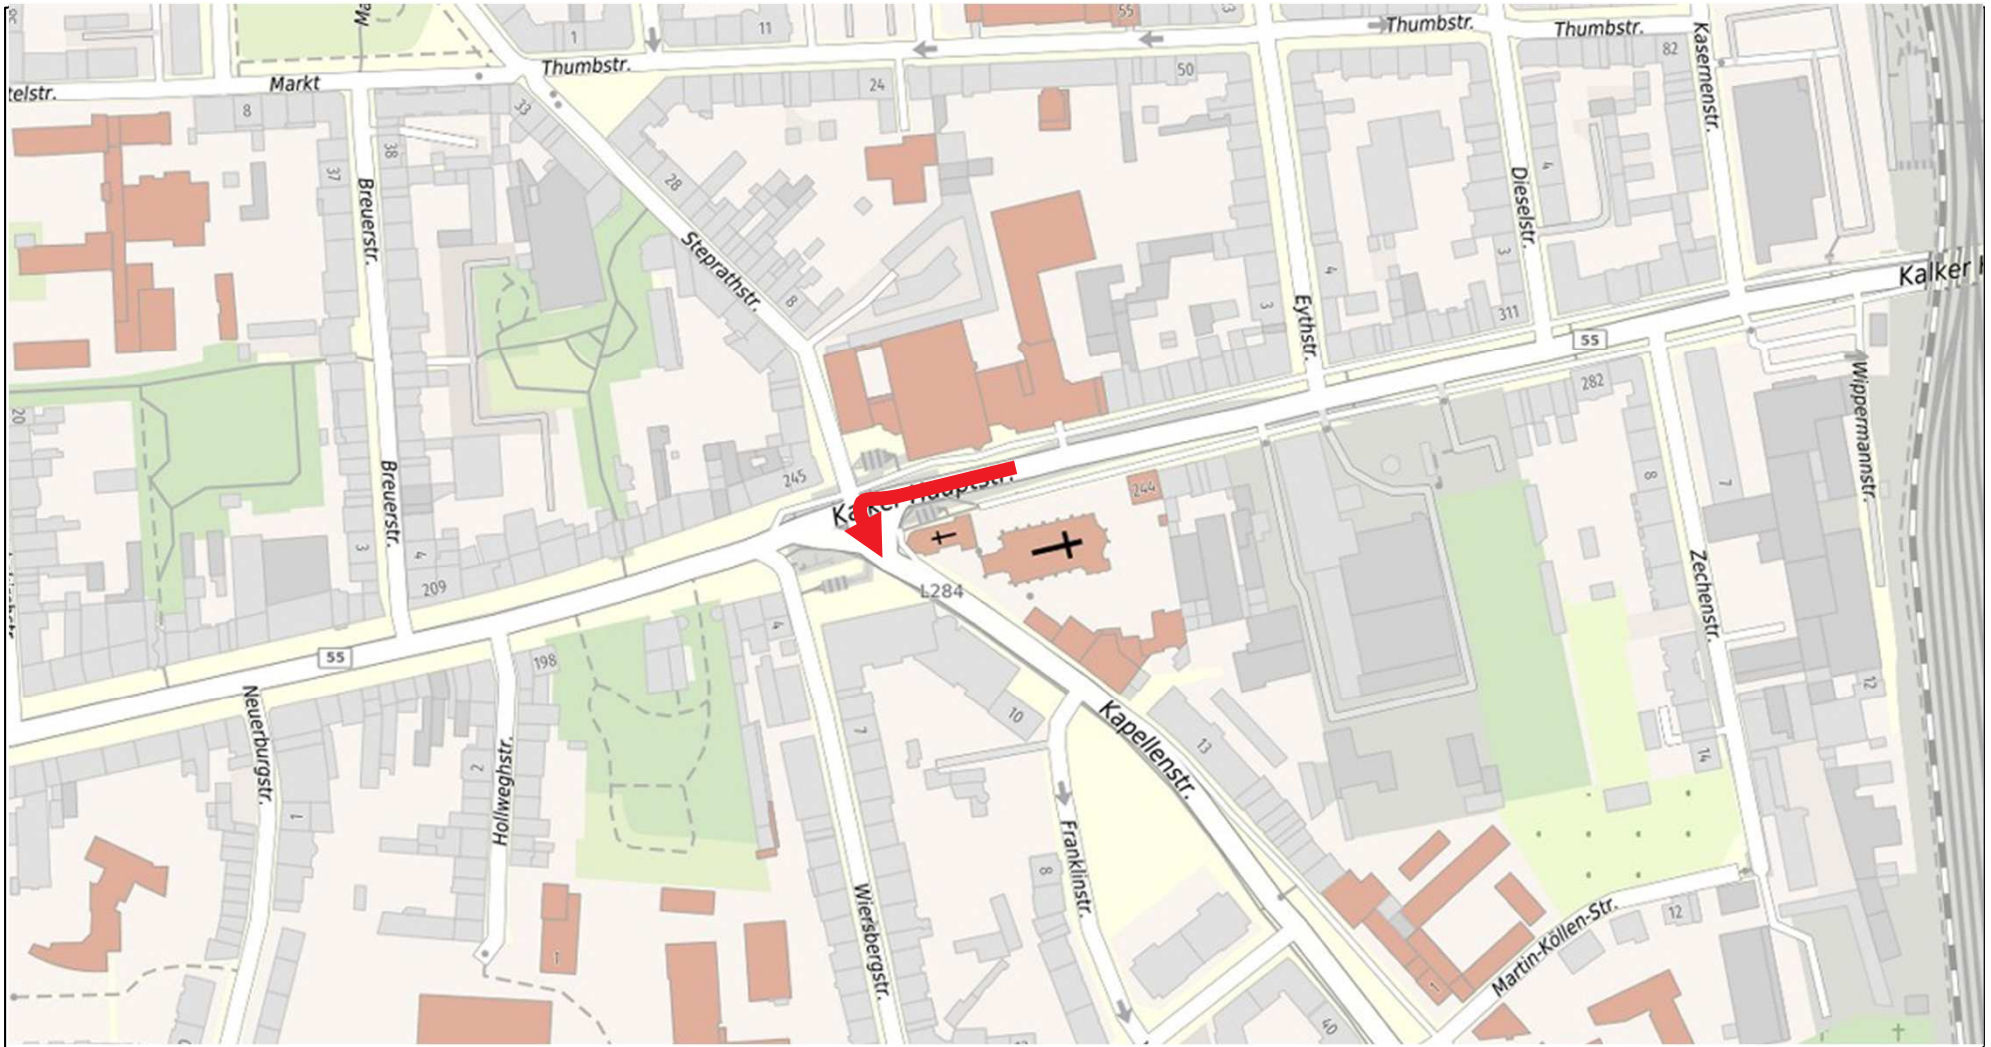 55
1
11
Thumbstr.
Thumbstr.
Thumbstr.
82
Kasernenstr.
Markt
telstr.
8
33
24
50
38
37
28
4
Breuerstr.
Dieselstr.
Steprathstr.
8
3
4
3
Eythstr.
311
Kalker
55
282
Wippermannstr.
20
Breuerstr.
245
244
8
7
3
4
209
L284
4
Zechenstr.
55
198
Neuerburgstr.
Hollweghstr.
2
1
7
10
Kapellenstr.
13
12
14
Franklinstr.
8
Wiersbergstr.
1
12
Martin-Köllen-Str.
1
40